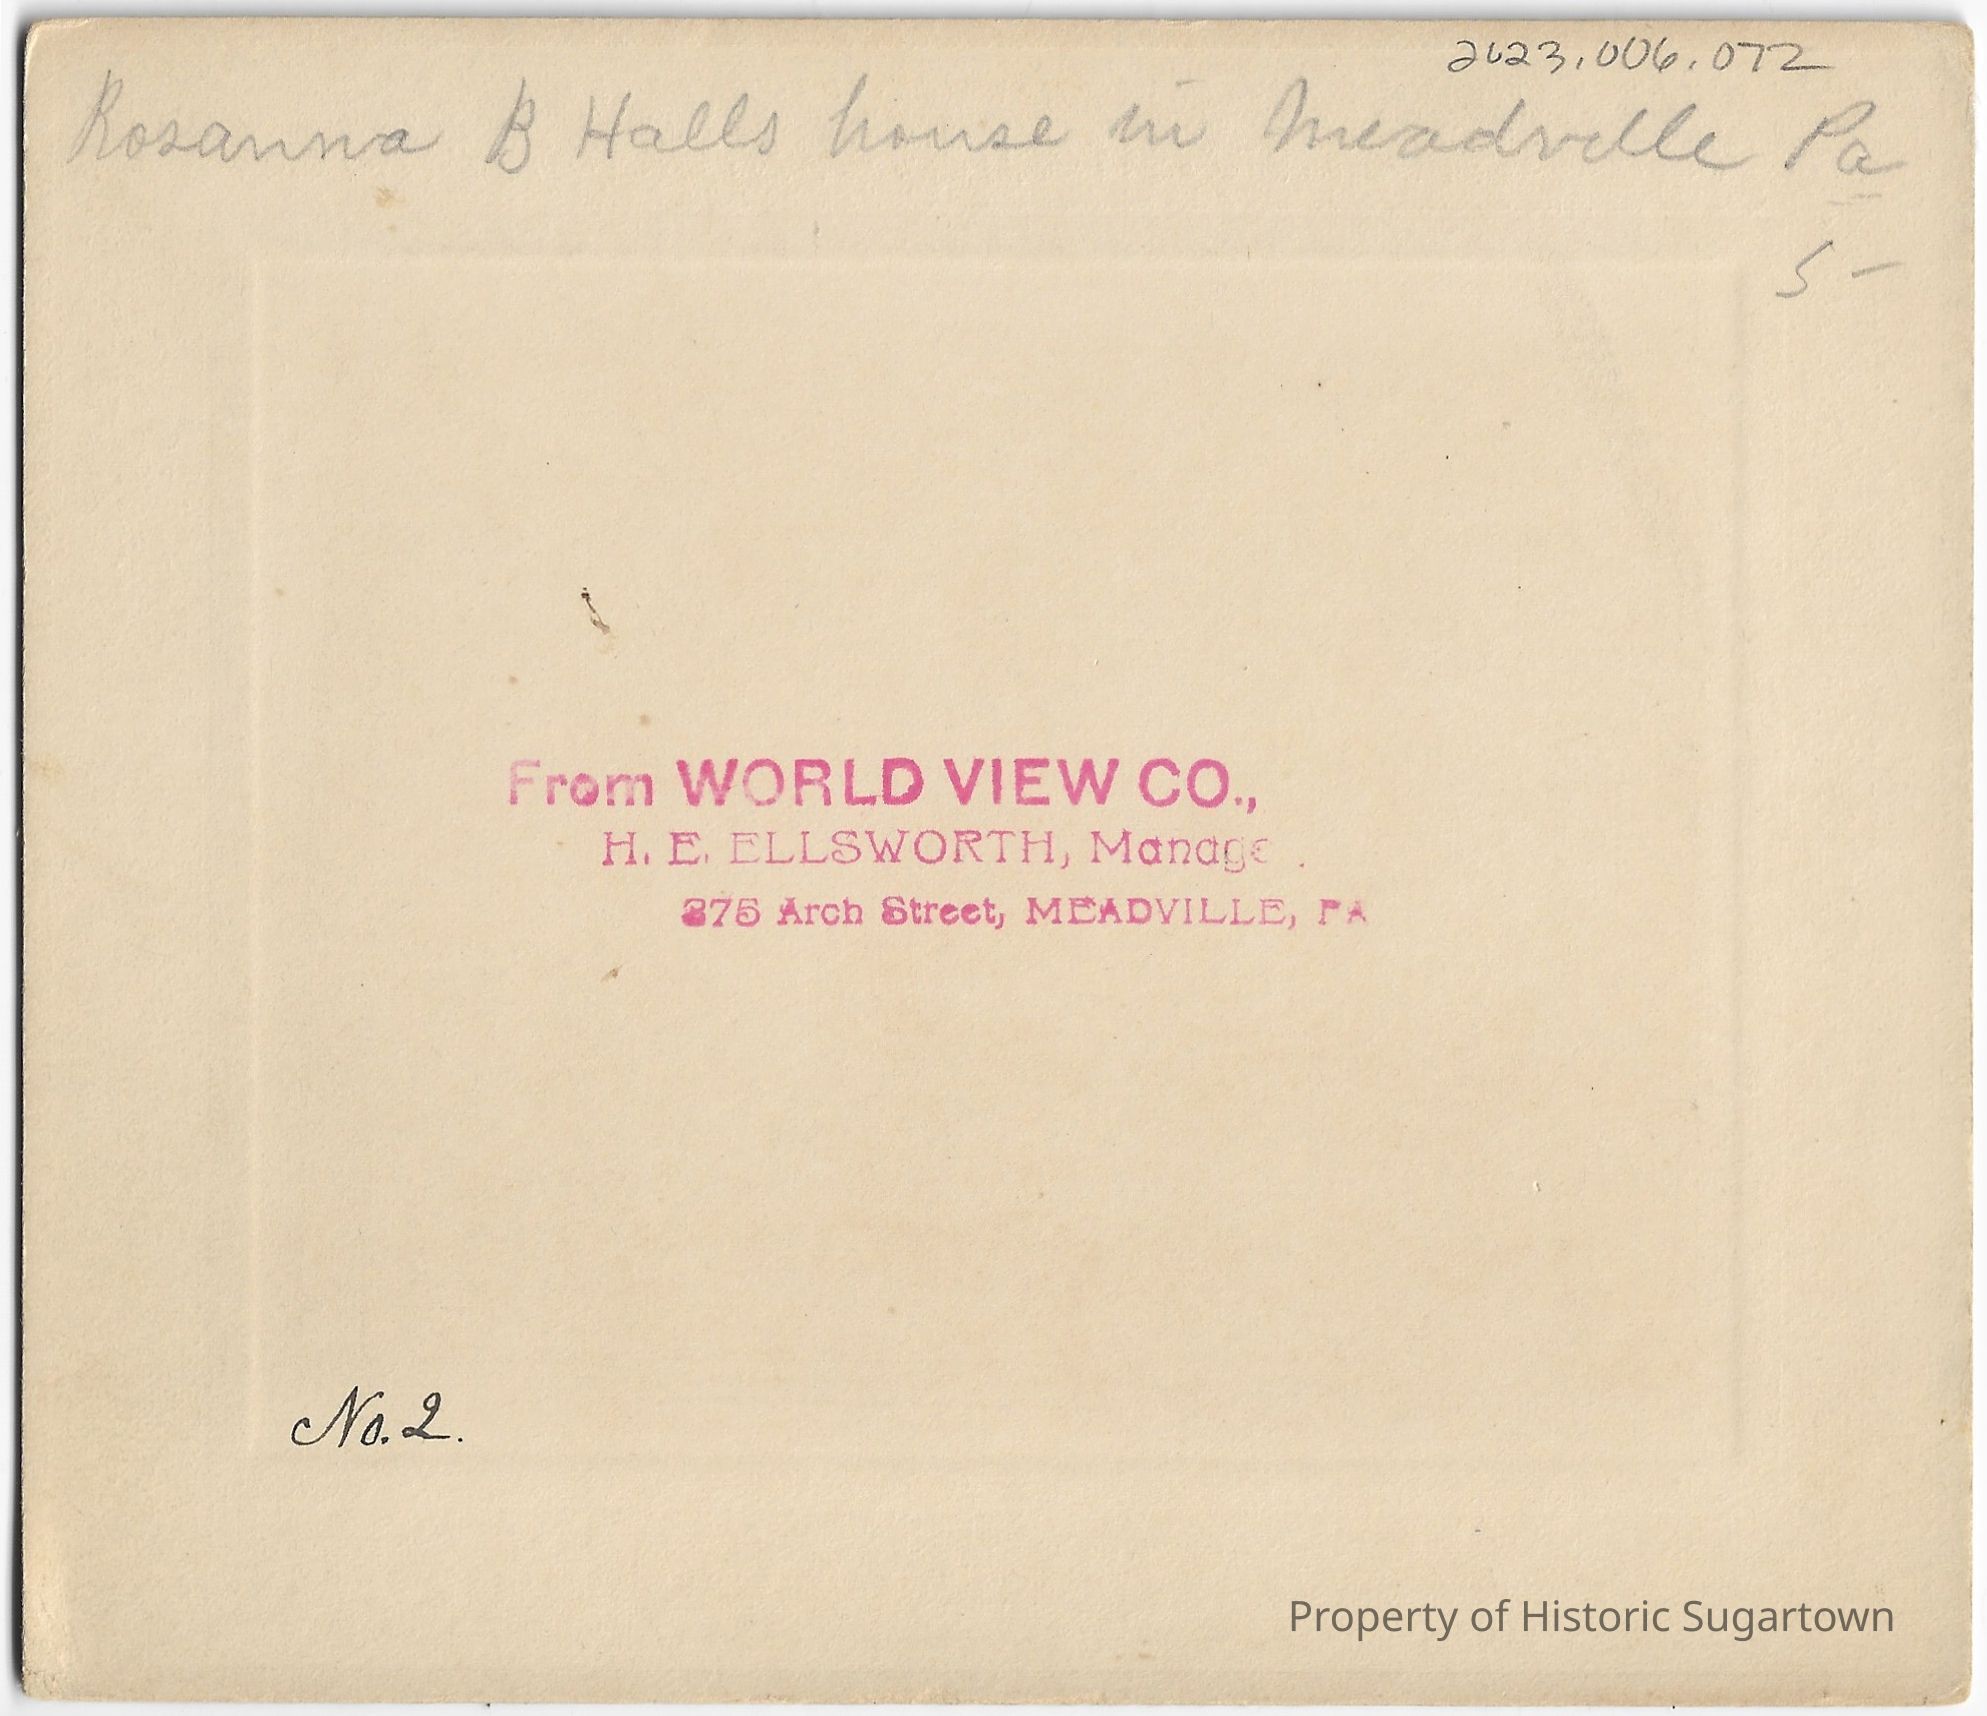 2023.006.072
Rosanna B Halls house in Meadville Pa
5-
From WORLD VIEW CO.,
H. E. ELLSWORTH, Manage .
Arch Street, MEADVILLE, PA
No. 2.
Property of Historic Sugartown